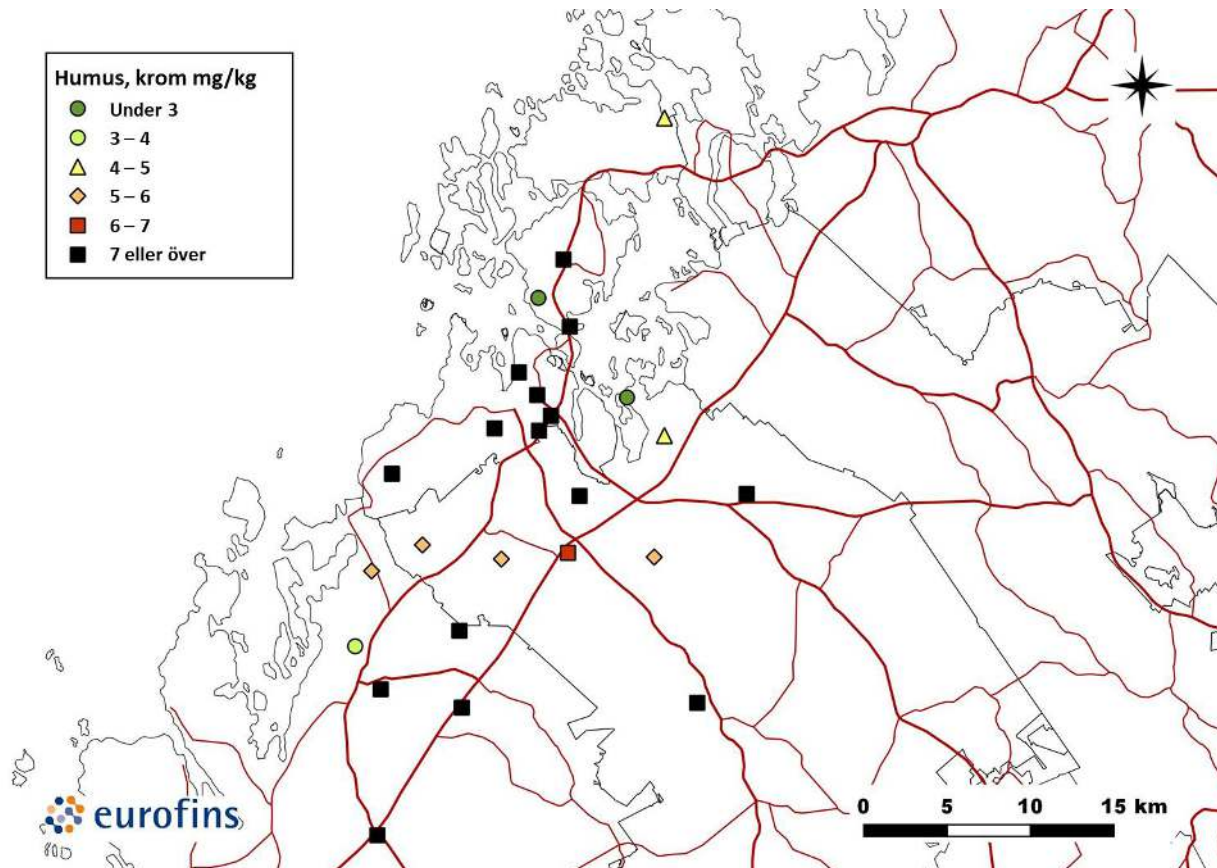 Humus, krom mg/kg
Under 3
3 – 4
4 – 5
5 – 6
6 – 7
7 eller över
eurofins
0 5 10 15 km